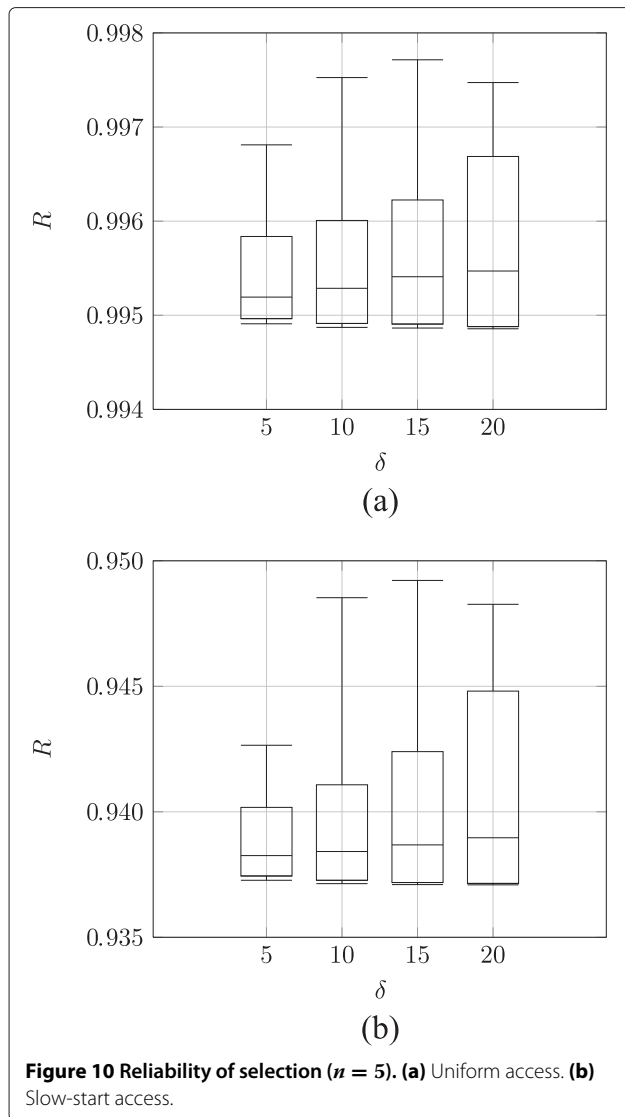 0.998
0.997
0.996
0.995
0.994
R
5 10 15 20
δ
(a)
0.950
0.945
0.940
0.935
R
5 10 15 20
δ
(b)
Figure 10 Reliability of selection (n = 5). (a) Uniform access. (b)
Slow-start access.